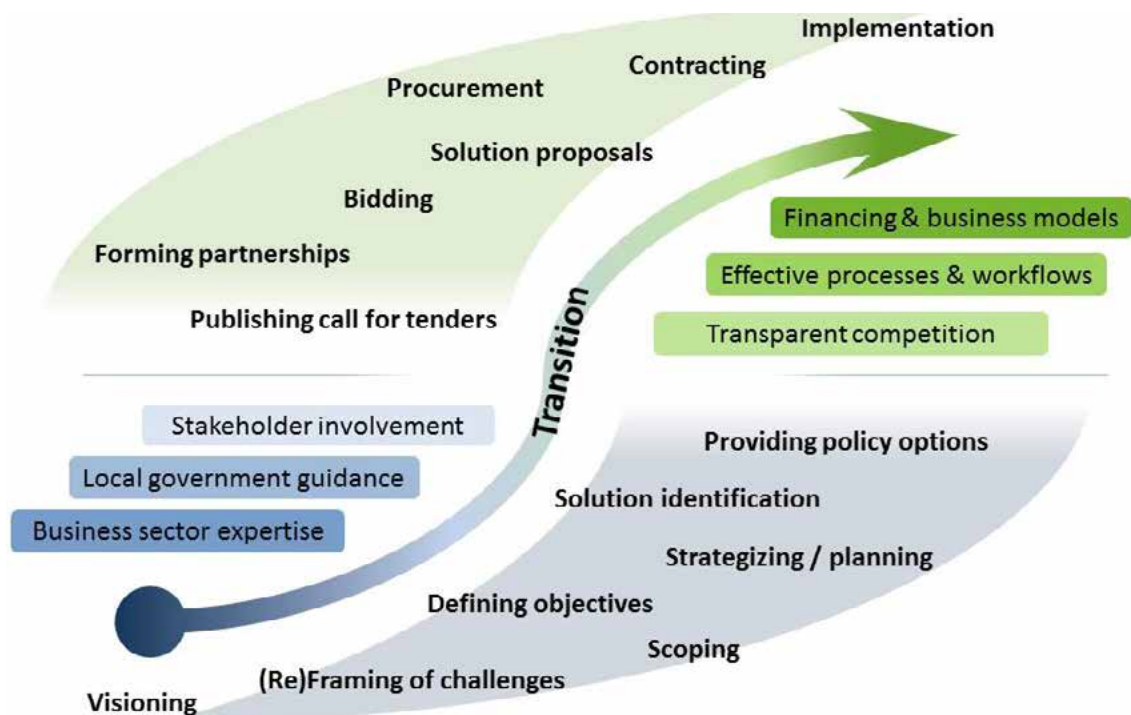 Implementation
Contracting
Procurement
Solution proposals
Bidding
Financing & business models
Forming partnerships
Effective processes & workflows
Publishing call for tenders
Transparent competition
Transition
Stakeholder involvement
Providing policy options
Local government guidance
Solution identification
Business sector expertise
Strategizing / planning
Defining objectives
Scoping
(Re)Framing of challenges
Visioning